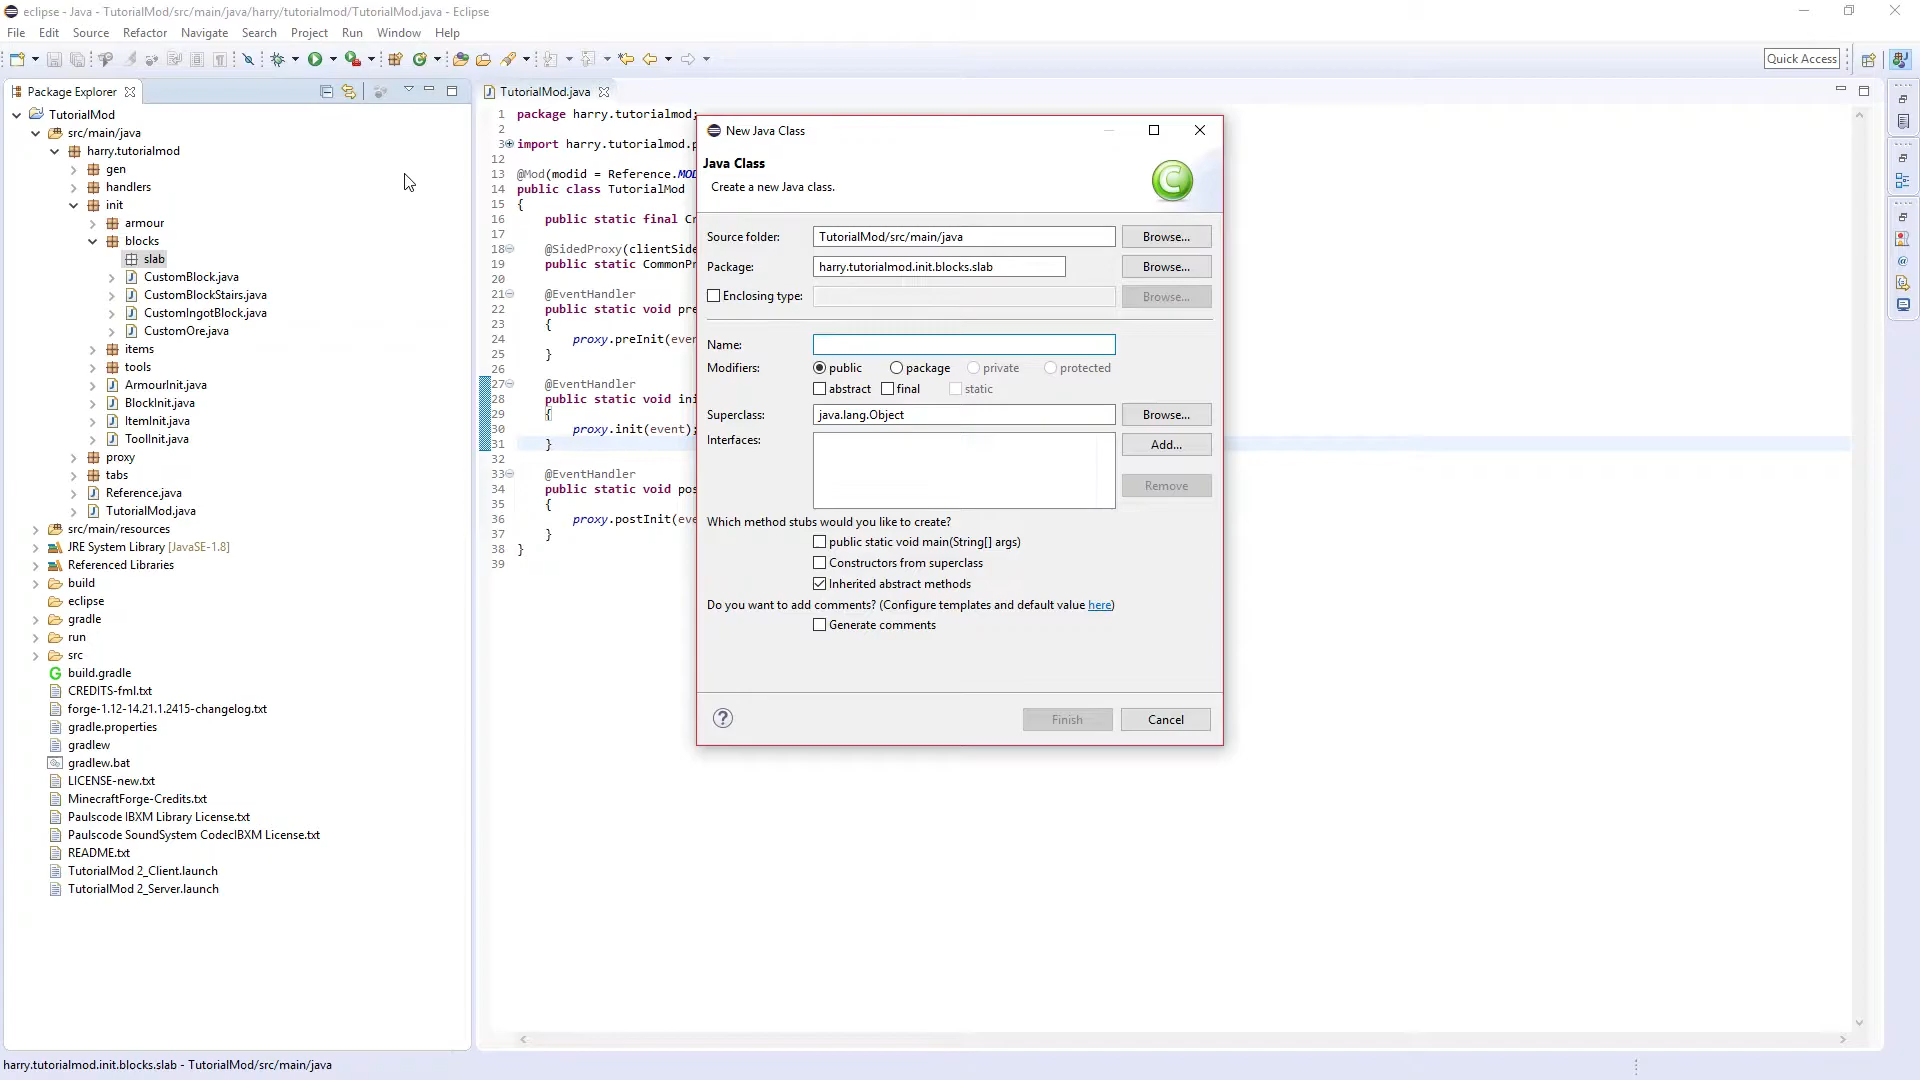 eclipse - Java - TutorialMod/src/main/java/harry/tutorialmod/TutorialMod.java - Eclipse
File Edit Source Refactor Navigate Search Project Run Window Help
Quick Access
Package Explorer
TutorialMod
src/main/java
harry.tutorialmod
gen
handlers
init
armour
blocks
slab
CustomBlock.java
CustomBlockStairs.java
CustomIngotBlock.java
CustomOre.java
items
tools
ArmourInit.java
BlockInit.java
ItemInit.java
ToolInit.java
proxy
tabs
Reference.java
TutorialMod.java
src/main/resources
JRE System Library [JavaSE-1.8]
Referenced Libraries
build
eclipse
gradle
run
src
build.gradle
CREDITS-fml.txt
forge-1.12-14.21.1.2415-changelog.txt
gradle.properties
gradlew
gradlew.bat
LICENSE-new.txt
MinecraftForge-Credits.txt
Paulscode IBXM Library License.txt
Paulscode SoundSystem CodecIBXM License.txt
README.txt
TutorialMod 2_Client.launch
TutorialMod 2_Server.launch
TutorialMod.java
1 package harry.tutorialmod;
2
3 import harry.tutorialmod.p
12
13 @Mod(modid = Reference.MOD
14 public class TutorialMod
15 {
16 public static final Cr
17
18 @SidedProxy(clientSide
19 public static CommonPr
20
21 @EventHandler
22 public static void pre
23 {
24 proxy.preInit(even
25 }
26
27 @EventHandler
28 public static void ini
29 {
30 proxy.init(event);
31 }
32
33 @EventHandler
34 public static void pos
35 {
36 proxy.postInit(eve
37 }
38 }
39
New Java Class
Java Class
Create a new Java class.
Source folder: TutorialMod/src/main/java Browse...
Package: harry.tutorialmod.init.blocks.slab Browse...
Enclosing type: Browse...
Name:
Modifiers: public package private protected
abstract final static
Superclass: java.lang.Object Browse...
Interfaces: Add...
Remove
Which method stubs would you like to create?
public static void main(String[] args)
Constructors from superclass
Inherited abstract methods
Do you want to add comments? (Configure templates and default value here)
Generate comments
Finish Cancel
harry.tutorialmod.init.blocks.slab - TutorialMod/src/main/java